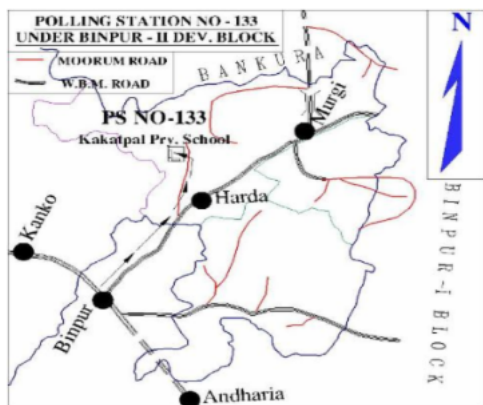 POLLING STATION NO - 133
UNDER BINPUR - II DEV. BLOCK
MOORUM ROAD
W.B.M. ROAD
N
BANKURA
Murgi
PS NO-133
Kakatpal Pry. School
Harda
Kanko
BINPUR-I BLOCK
Binpur
Andharia